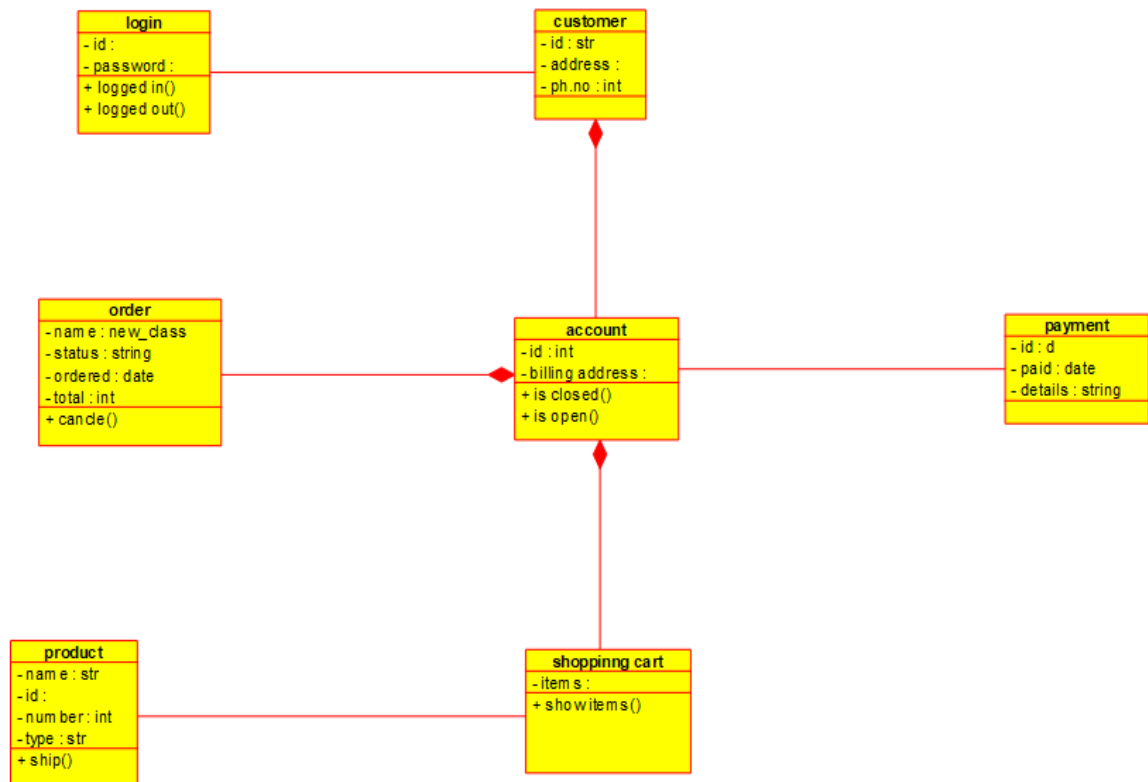 login
- id :
- password :
+ logged in()
+ logged out()
customer
- id : str
- address :
- ph.no : int
order
- name : new_class
- status : string
- ordered : date
- total : int
+ cancle()
account
- id : int
- billing address :
+ is closed()
+ is open()
payment
- id : d
- paid : date
- details : string
product
- name : str
- id :
- number : int
- type : str
+ ship()
shoppinng cart
- items :
+ showitems()